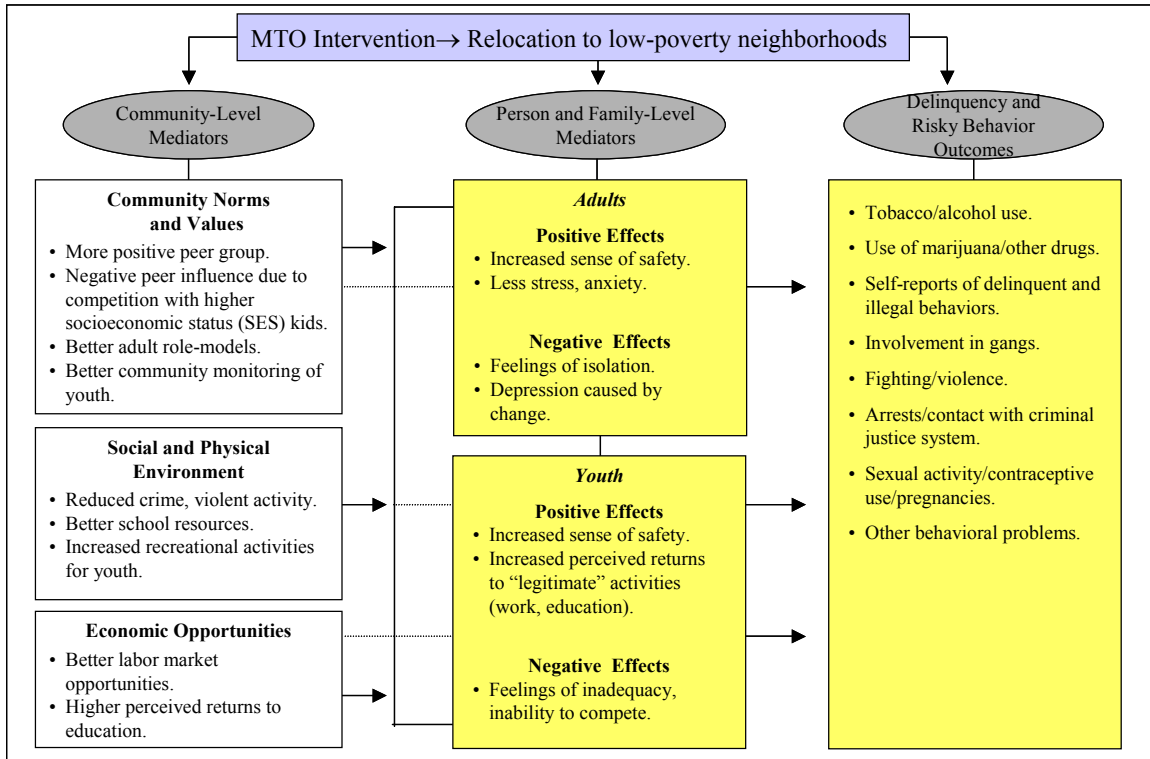 MTO Intervention→ Relocation to low-poverty neighborhoods
Community-Level
Mediators
Person and Family-Level
Mediators
Delinquency and
Risky Behavior
Outcomes
Community Norms
and Values
• More positive peer group.
• Negative peer influence due to
competition with higher
socioeconomic status (SES) kids.
• Better adult role-models.
• Better community monitoring of
youth.
Social and Physical
Environment
• Reduced crime, violent activity.
• Better school resources.
• Increased recreational activities
for youth.
Economic Opportunities
• Better labor market
opportunities.
• Higher perceived returns to
education.
Adults
Positive Effects
• Increased sense of safety.
• Less stress, anxiety.
Negative Effects
• Feelings of isolation.
• Depression caused by
change.
Youth
Positive Effects
• Increased sense of safety.
• Increased perceived returns
to “legitimate” activities
(work, education).
Negative Effects
• Feelings of inadequacy,
inability to compete.
• Tobacco/alcohol use.
• Use of marijuana/other drugs.
• Self-reports of delinquent and
illegal behaviors.
• Involvement in gangs.
• Fighting/violence.
• Arrests/contact with criminal
justice system.
• Sexual activity/contraceptive
use/pregnancies.
• Other behavioral problems.